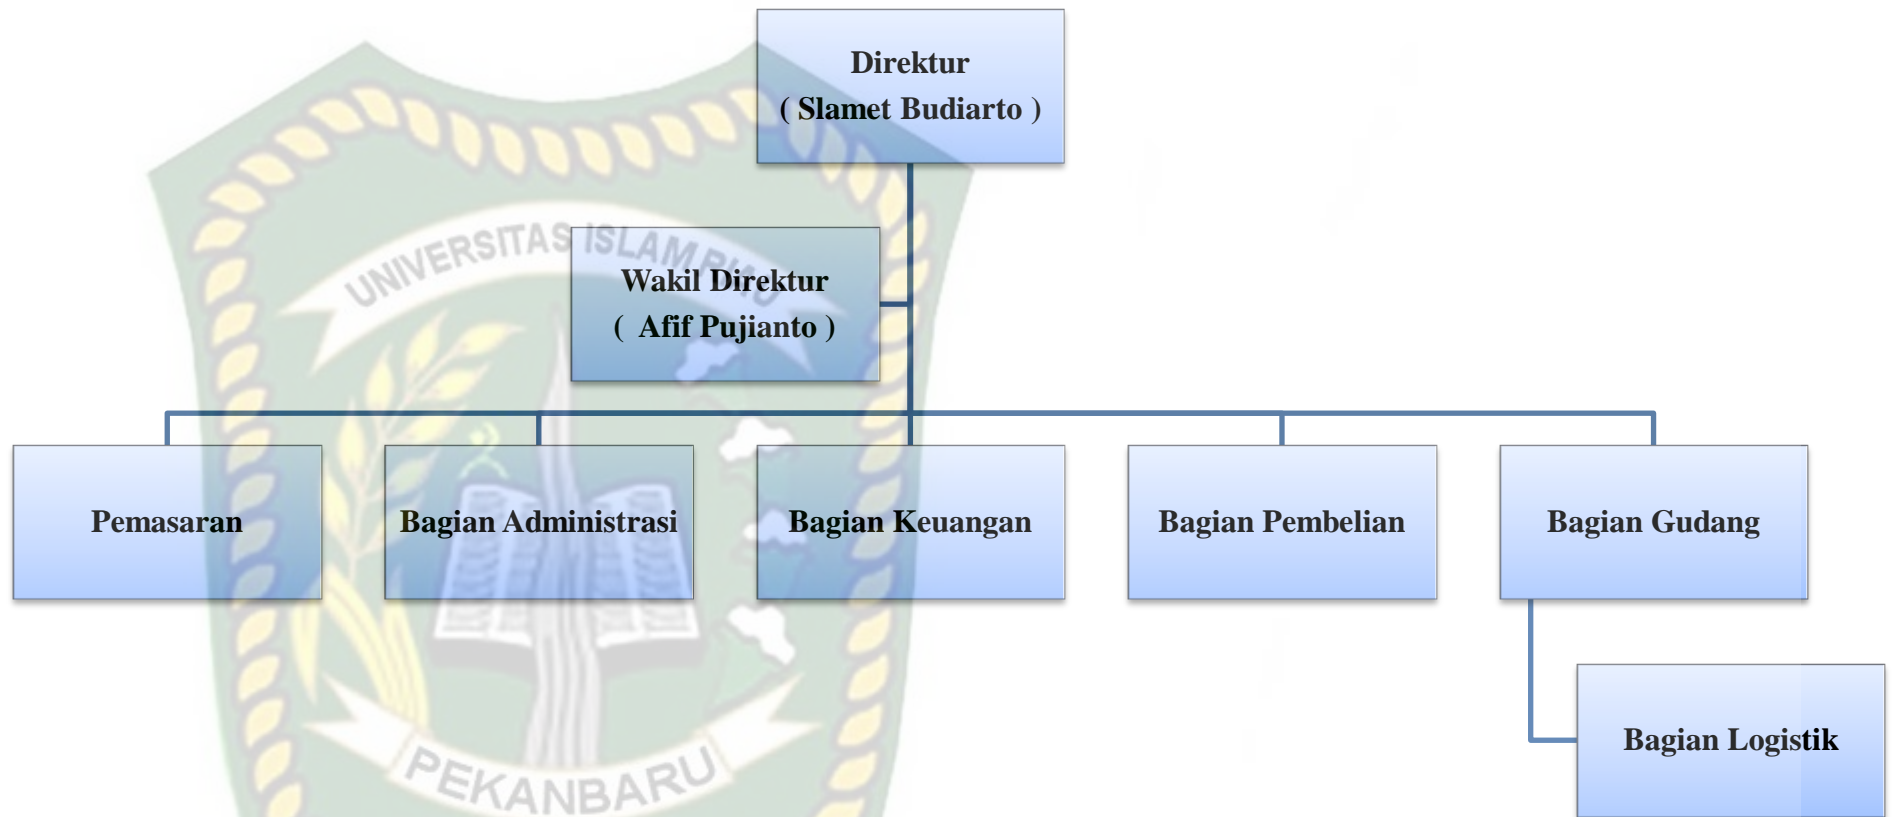 Direktur
( Slamet Budiarto )
UNIVERSITAS ISLAM RIAU
Wakil Direktur
( Afif Pujianto )
Pemasaran
Bagian Administrasi
Bagian Keuangan
Bagian Pembelian
Bagian Gudang
Bagian Logistik
PEKANBARU